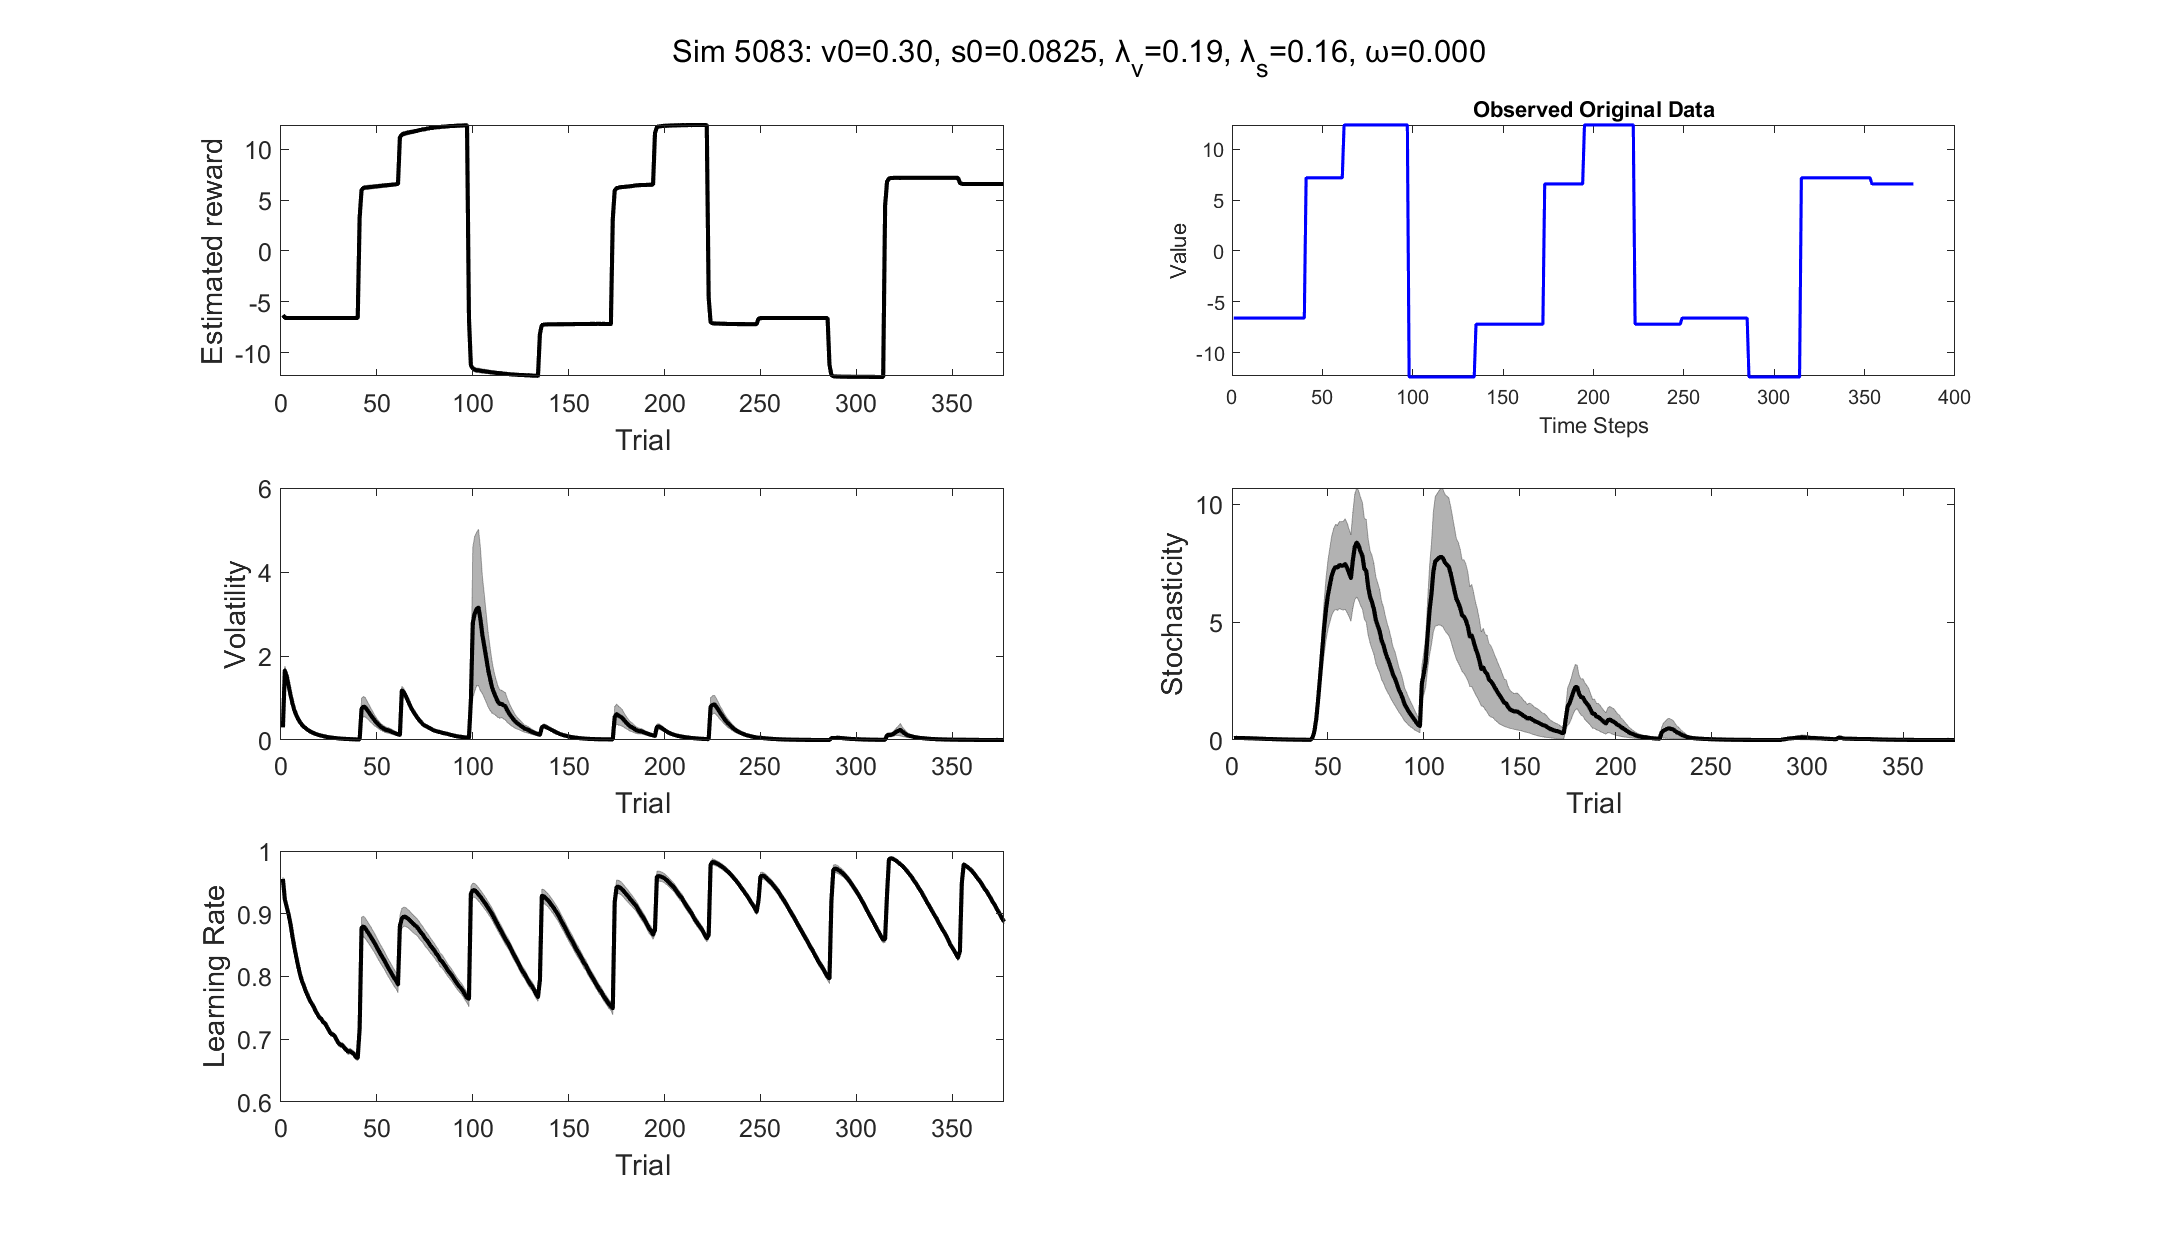 Sim 5083: v0=0.30, s0=0.0825, λv=0.19, λs=0.16, ω=0.000
Estimated reward
10
5
0
-5
-10
0 50 100 150 200 250 300 350
Trial
Observed Original Data
Value
10
5
0
-5
-10
0 50 100 150 200 250 300 350 400
Time Steps
Volatility
6
4
2
0
0 50 100 150 200 250 300 350
Trial
Stochasticity
10
5
0
0 50 100 150 200 250 300 350
Trial
Learning Rate
1
0.9
0.8
0.7
0.6
0 50 100 150 200 250 300 350
Trial